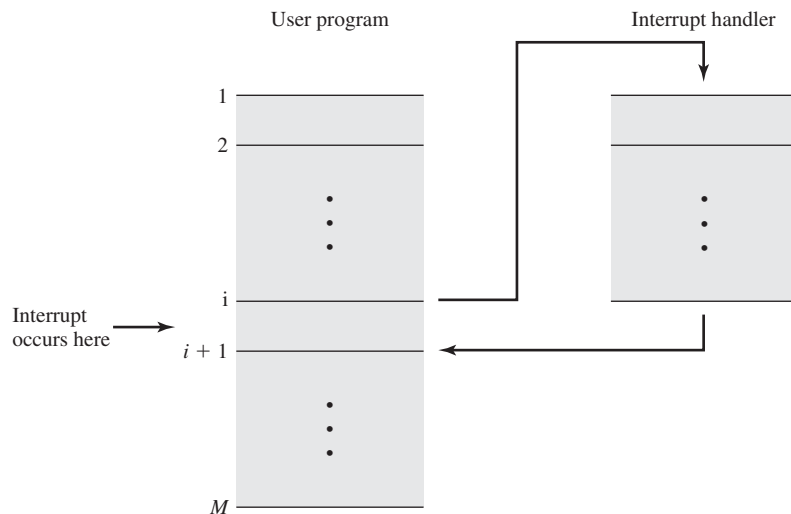 User program
Interrupt handler
1
2
i
Interrupt
occurs here
i + 1
M